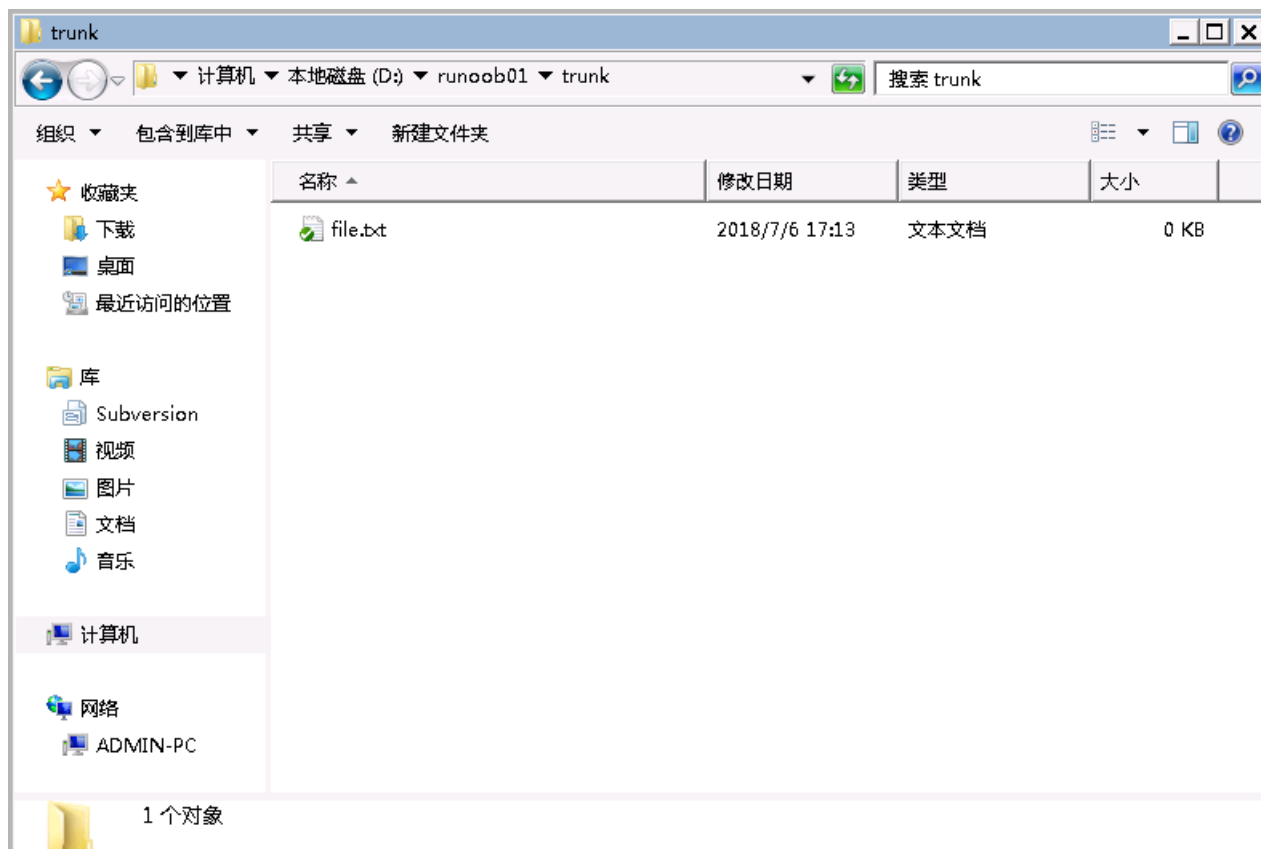 trunk
计算机 本地磁盘 (D:) runoob01 trunk 搜索 trunk
组织 包含到库中 共享 新建文件夹
名称 修改日期 类型 大小
file.txt 2018/7/6 17:13 文本文档 0 KB
收藏夹
下载
桌面
最近访问的位置
库
Subversion
视频
图片
文档
音乐
计算机
网络
ADMIN-PC
1 个对象